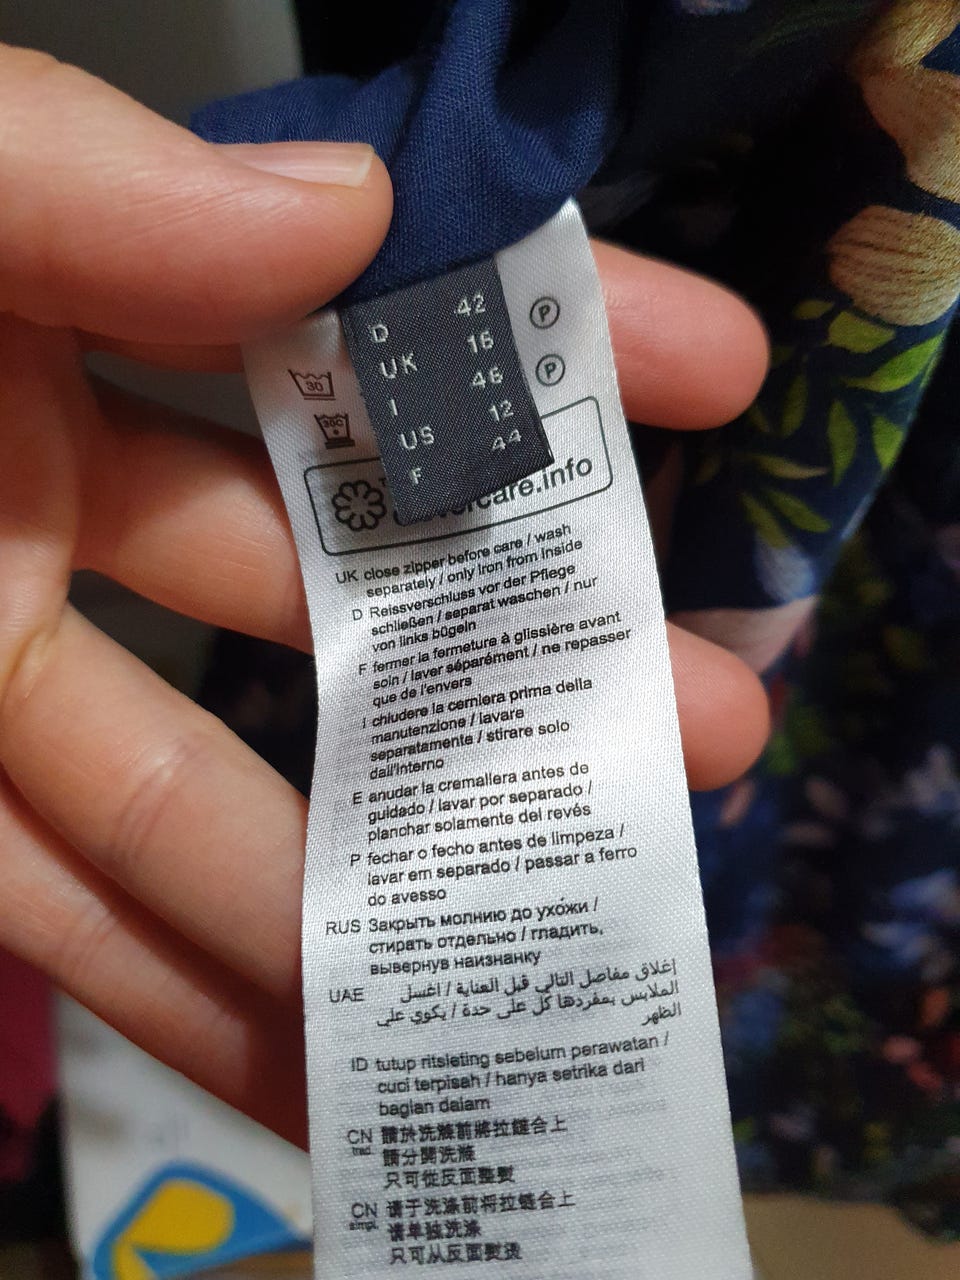 D 42
UK 16
I 46
US 12
F 44
P
P
30
30C
clevercare.info
UK close zipper before care / wash
separately / only iron from inside
D Reissverschluss vor der Pflege
schließen / separat waschen / nur
von links bügeln
F fermer la fermeture à glissière avant
soin / laver séparément / ne repasser
que de l'envers
I chiudere la cerniera prima della
manutenzione / lavare
separatamente / stirare solo
dall'interno
E anudar la cremallera antes de
guidado / lavar por separado /
planchar solamente del revés
P fechar o fecho antes de limpeza /
lavar em separado / passar a ferro
do avesso
RUS Закрыть молнию до ухожи /
стирать отдельно / гладить,
вывернув наизнанку
UAE إغلاق مفاصل التالي قبل العناية / اغسل
الملابس بمفردها كل على حدة / يكوي علي
الظهر
ID tutup ritsleting sebelum perawatan /
cuci terpisah / hanya setrika dari
bagian dalam
CN trad. 請於洗滌前將拉鏈合上
請分開洗滌
只可從反面整熨
CN simpl. 请于洗涤前将拉链合上
请单独洗涤
只可从反面熨烫